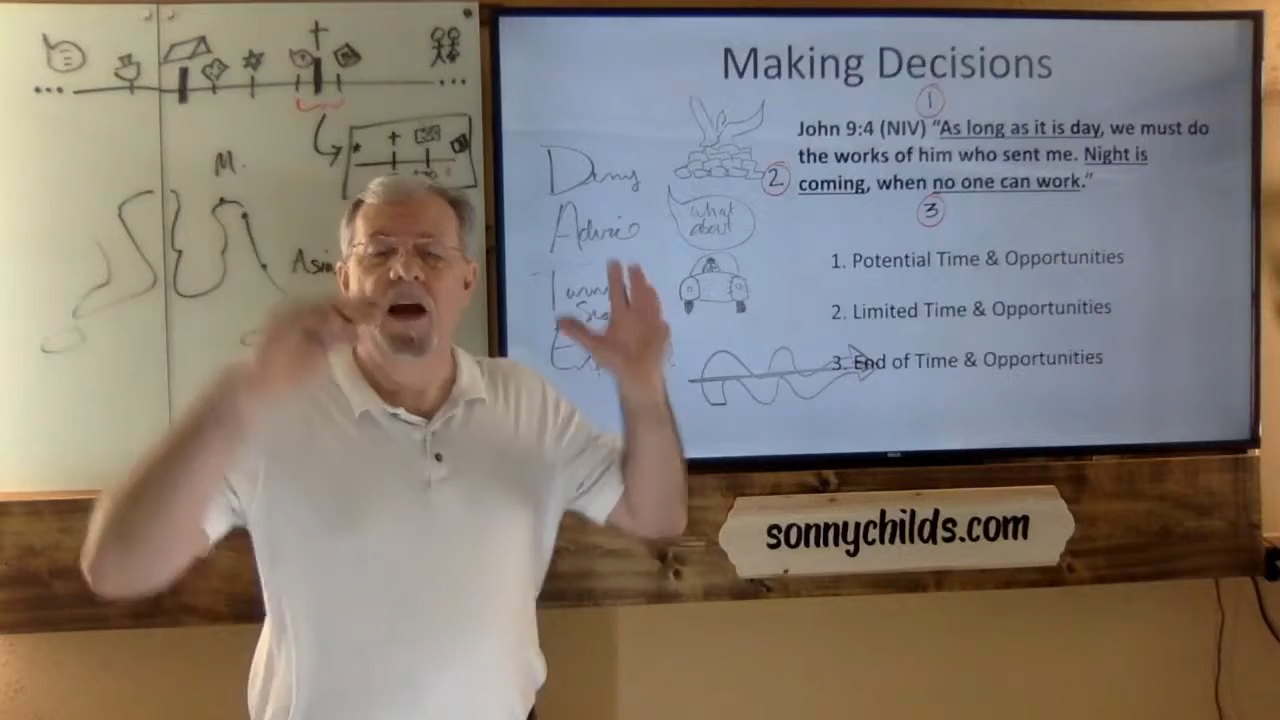 M.
Making Decisions
1
John 9:4 (NIV) “As long as it is day, we must do
the works of him who sent me. Night is
2
coming, when no one can work.”
3
what
about
1. Potential Time & Opportunities
2. Limited Time & Opportunities
3. End of Time & Opportunities
sonnychilds.com